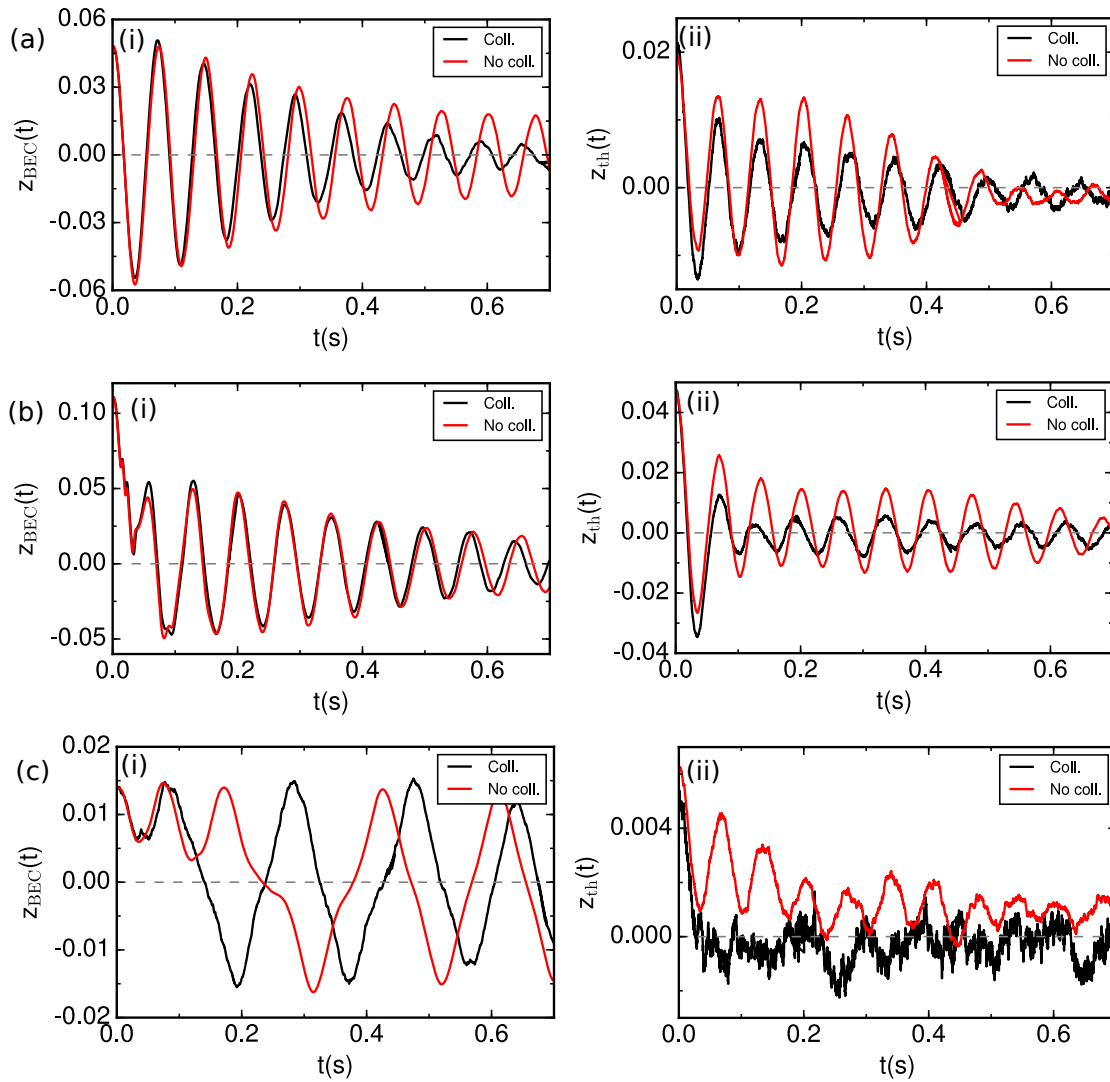 (a)
(i)
Coll.
No coll.
0.06
0.03
0.00
-0.03
-0.06
z_BEC(t)
0.0 0.2 0.4 0.6
t(s)
(ii)
Coll.
No coll.
0.02
0.00
z_th(t)
0.0 0.2 0.4 0.6
t(s)
(b)
(i)
Coll.
No coll.
0.10
0.05
0.00
-0.05
z_BEC(t)
0.0 0.2 0.4 0.6
t(s)
(ii)
Coll.
No coll.
0.04
0.02
0.00
-0.02
-0.04
z_th(t)
0.0 0.2 0.4 0.6
t(s)
(c)
(i)
Coll.
No coll.
0.02
0.01
0.00
-0.01
-0.02
z_BEC(t)
0.0 0.2 0.4 0.6
t(s)
(ii)
Coll.
No coll.
0.004
0.000
z_th(t)
0.0 0.2 0.4 0.6
t(s)